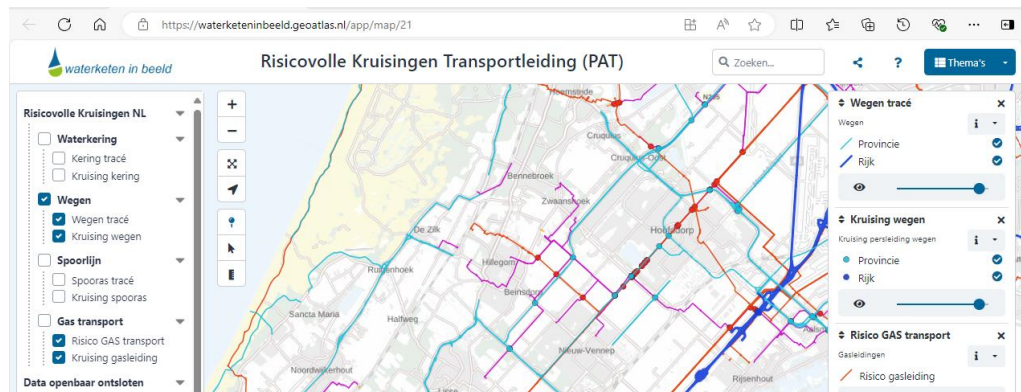 https://waterketeninbeeld.geoatlas.nl/app/map/21
waterketen in beeld
Risicovolle Kruisingen Transportleiding (PAT)
Zoeken...
Thema's
Risicovolle Kruisingen NL
Waterkering
Kering tracé
Kruising kering
Wegen
Wegen tracé
Kruising wegen
Spoorlijn
Spooras tracé
Kruising spooras
Gas transport
Risico GAS transport
Kruising gasleiding
Data openbaar ontsloten
Heemstede
Cruquius
Cruquius-Oost
Bennebroek
Zwaanshoek
De Zilk
Hoofddorp
Hillegom
Ruigenhoek
Beinsdorp
Sancta Maria
Halfweg
Nieuw-Vennep
Noordwijkerhout
Lisse
Rijsenhout
Wegen tracé
Wegen
Provincie
Rijk
Kruising wegen
Kruising persleiding wegen
Provincie
Rijk
Risico GAS transport
Gasleidingen
Risico gasleiding